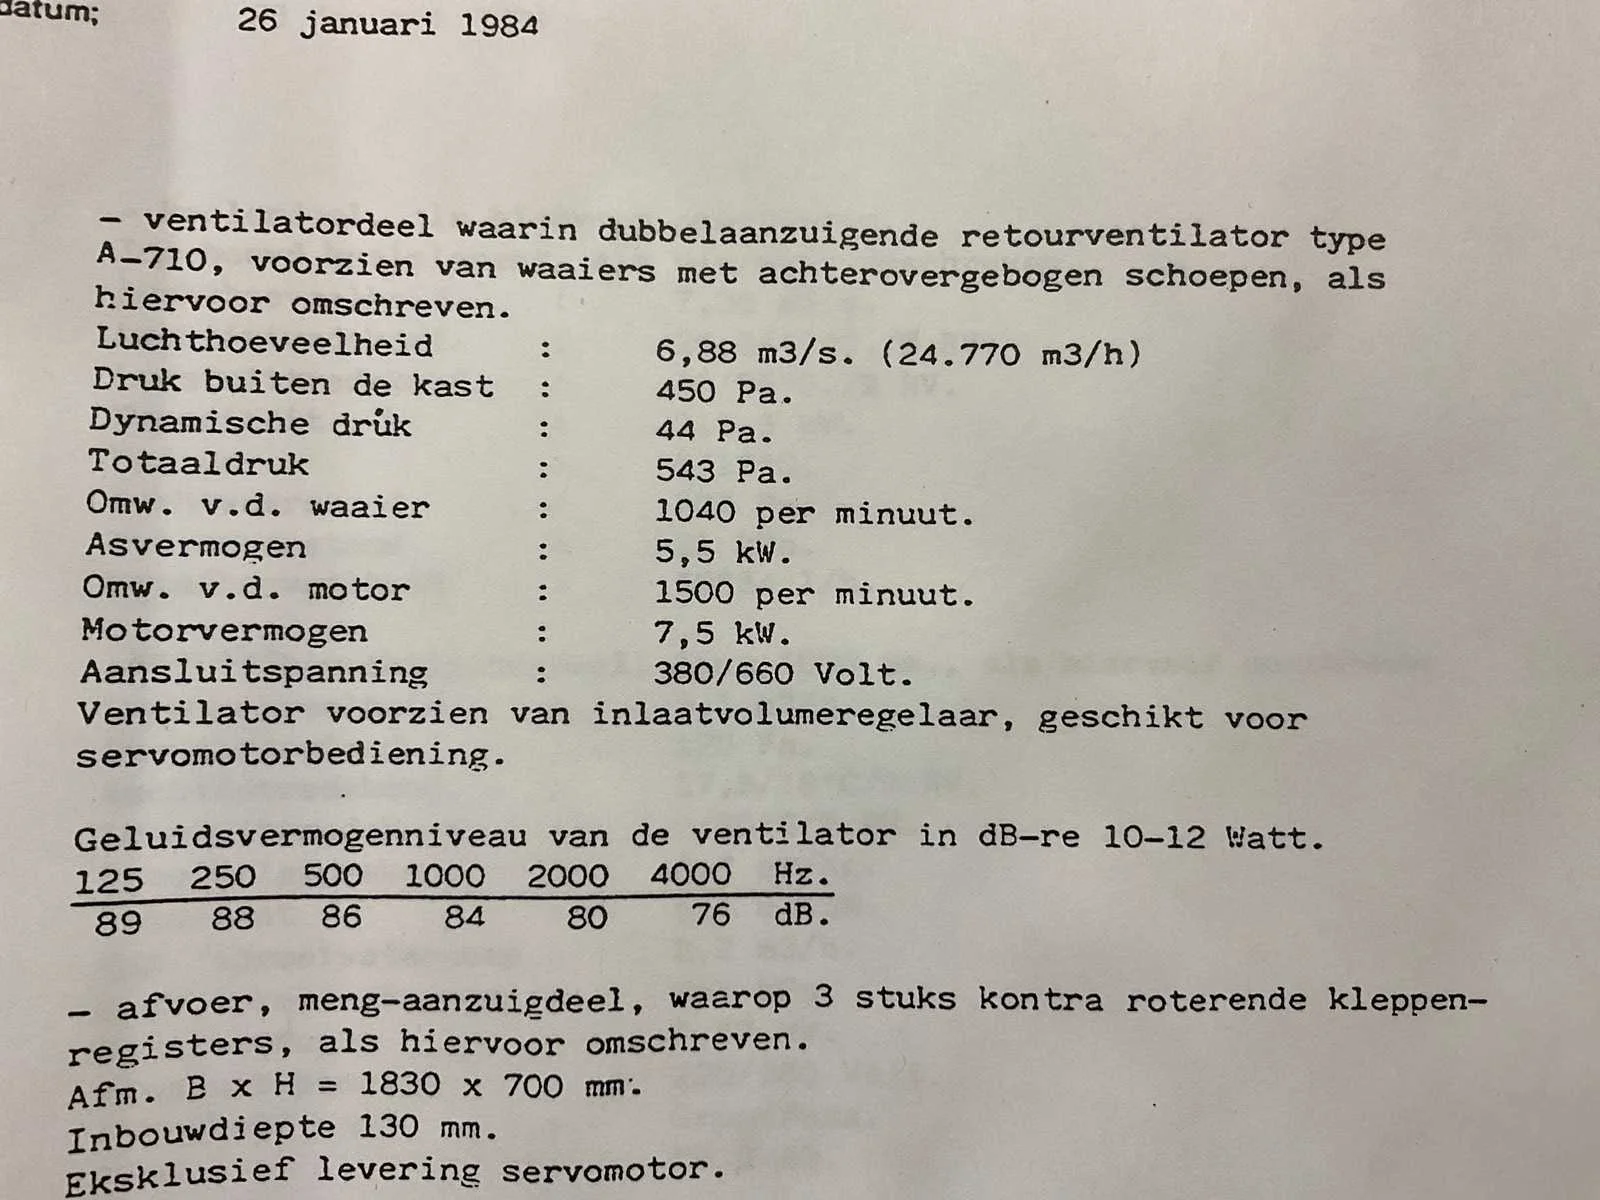 datum; 26 januari 1984
- ventilatordeel waarin dubbelaanzuigende retourventilator type
A-710, voorzien van waaiers met achterovergebogen schoepen, als
hiervoor omschreven.
Luchthoeveelheid : 6,88 m3/s. (24.770 m3/h)
Druk buiten de kast : 450 Pa.
Dynamische druk : 44 Pa.
Totaaldruk : 543 Pa.
Omw. v.d. waaier : 1040 per minuut.
Asvermogen : 5,5 kW.
Omw. v.d. motor : 1500 per minuut.
Motorvermogen : 7,5 kW.
Aansluitspanning : 380/660 Volt.
Ventilator voorzien van inlaatvolumeregelaar, geschikt voor
servomotorbediening.
Geluidsvermogenniveau van de ventilator in dB-re 10-12 Watt.
125 250 500 1000 2000 4000 Hz.
89 88 86 84 80 76 dB.
- afvoer, meng-aanzuigdeel, waarop 3 stuks kontra roterende kleppen-
registers, als hiervoor omschreven.
Afm. B x H = 1830 x 700 mm.
Inbouwdiepte 130 mm.
Eksklusief levering servomotor.